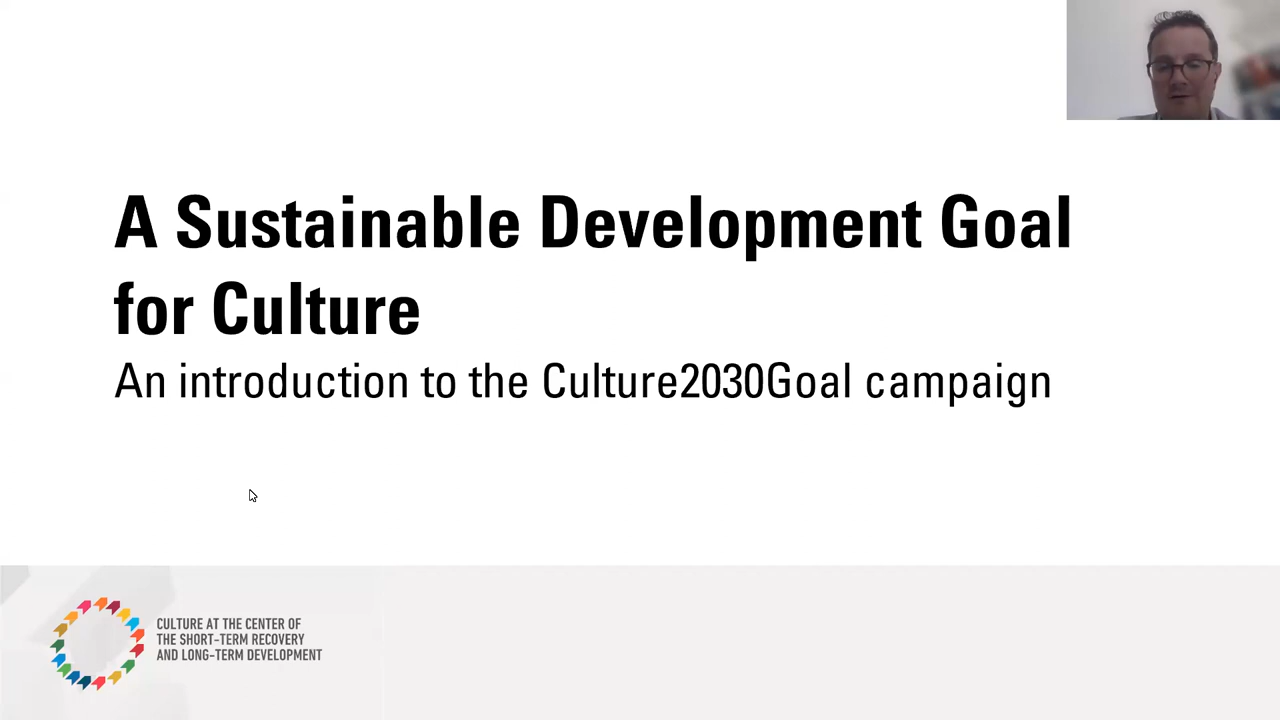 A Sustainable Development Goal
for Culture
An introduction to the Culture2030Goal campaign
CULTURE AT THE CENTER OF
THE SHORT-TERM RECOVERY
AND LONG-TERM DEVELOPMENT